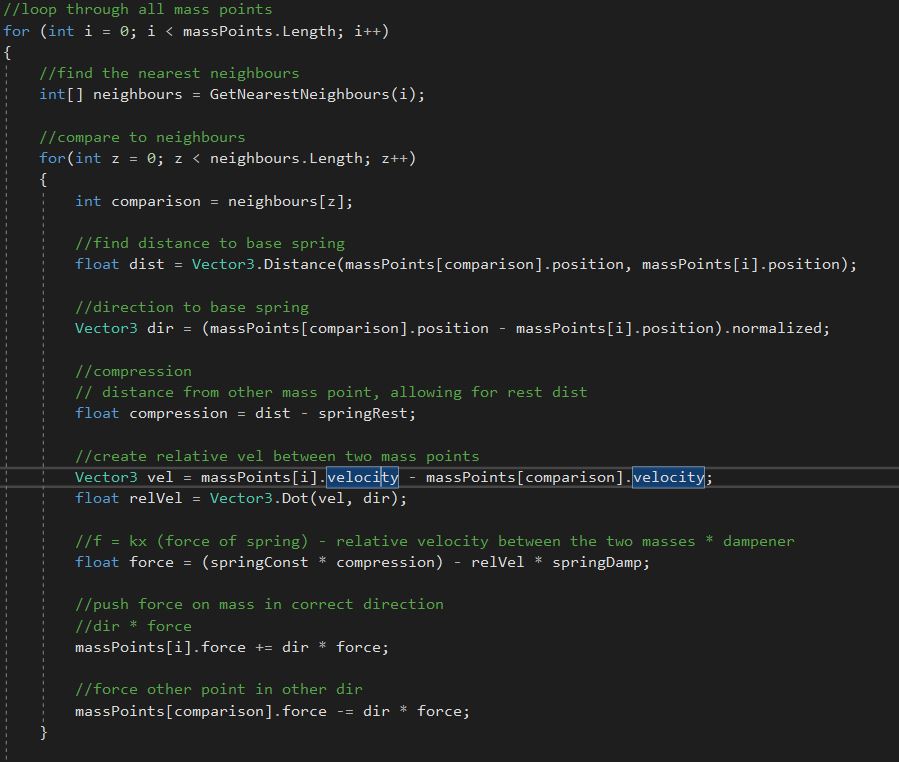 //loop through all mass points
for (int i = 0; i < massPoints.Length; i++)
{
//find the nearest neighbours
int[] neighbours = GetNearestNeighbours(i);
//compare to neighbours
for(int z = 0; z < neighbours.Length; z++)
{
int comparison = neighbours[z];
//find distance to base spring
float dist = Vector3.Distance(massPoints[comparison].position, massPoints[i].position);
//direction to base spring
Vector3 dir = (massPoints[comparison].position - massPoints[i].position).normalized;
//compression
// distance from other mass point, allowing for rest dist
float compression = dist - springRest;
//create relative vel between two mass points
Vector3 vel = massPoints[i].velocity - massPoints[comparison].velocity;
float relVel = Vector3.Dot(vel, dir);
//f = kx (force of spring) - relative velocity between the two masses * dampener
float force = (springConst * compression) - relVel * springDamp;
//push force on mass in correct direction
//dir * force
massPoints[i].force += dir * force;
//force other point in other dir
massPoints[comparison].force -= dir * force;
}